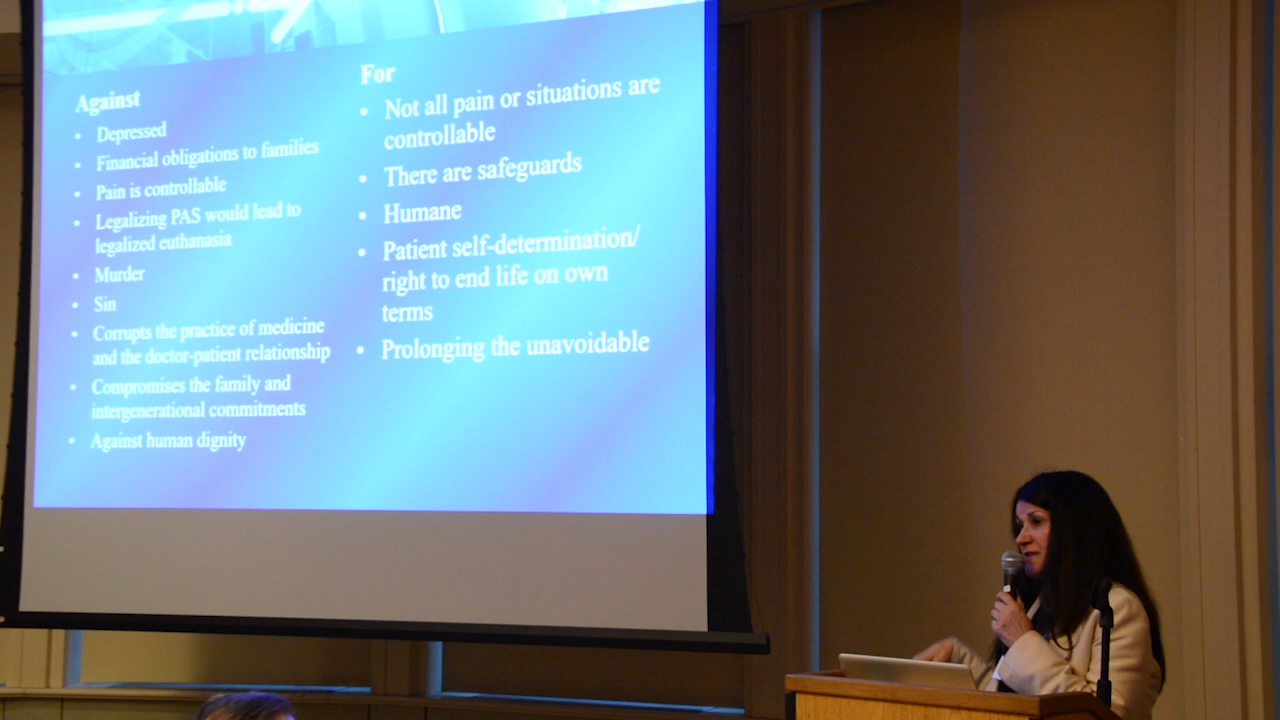 Against
• Depressed
• Financial obligations to families
• Pain is controllable
• Legalizing PAS would lead to
legalized euthanasia
• Murder
• Sin
• Corrupts the practice of medicine
and the doctor-patient relationship
• Compromises the family and
intergenerational commitments
• Against human dignity
For
• Not all pain or situations are
controllable
• There are safeguards
• Humane
• Patient self-determination/
right to end life on own
terms
• Prolonging the unavoidable